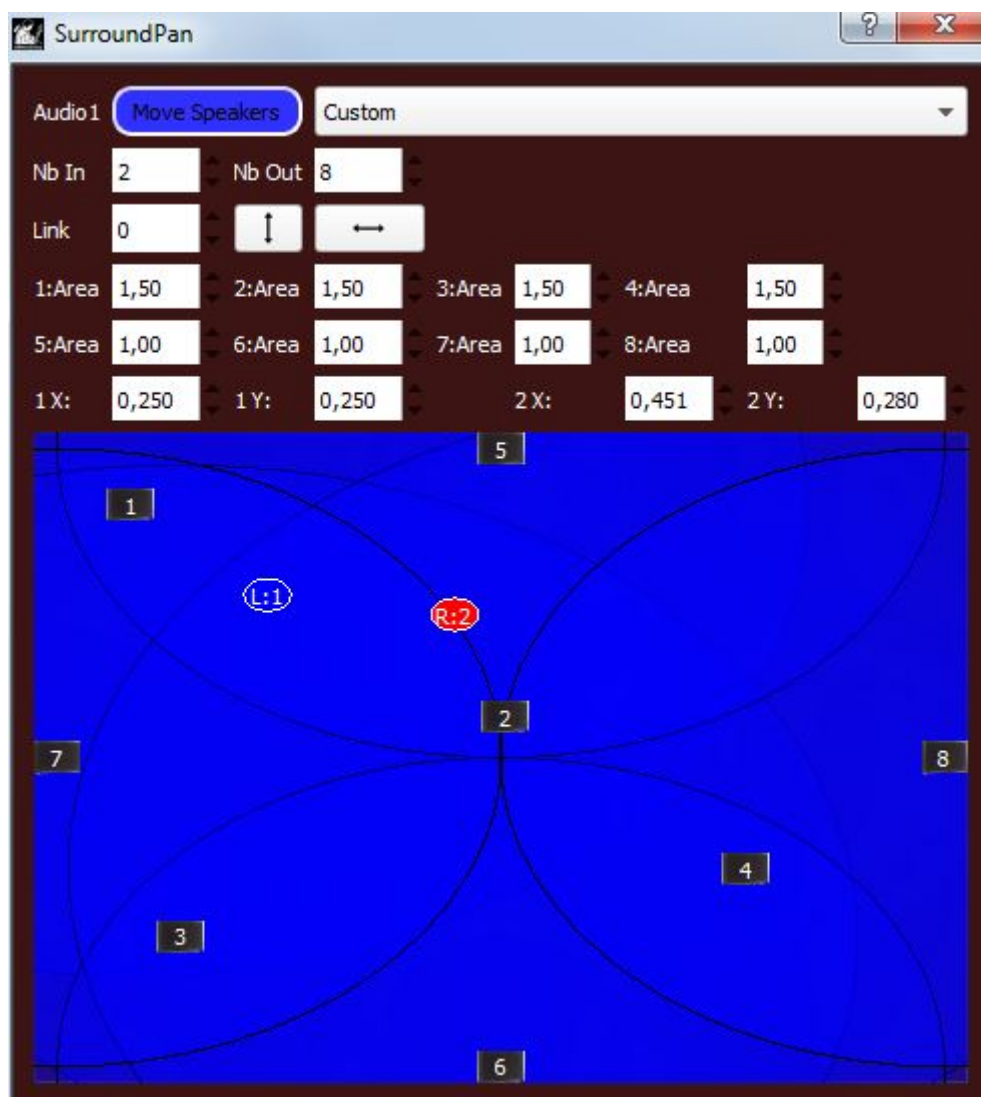 SurroundPan
Audio1 Move Speakers Custom
Nb In 2 Nb Out 8
Link 0
1:Area 1,50 2:Area 1,50 3:Area 1,50 4:Area 1,50
5:Area 1,00 6:Area 1,00 7:Area 1,00 8:Area 1,00
1 X: 0,250 1 Y: 0,250 2 X: 0,451 2 Y: 0,280
5
1
L:1
R:2
2
7 8
4
3
6